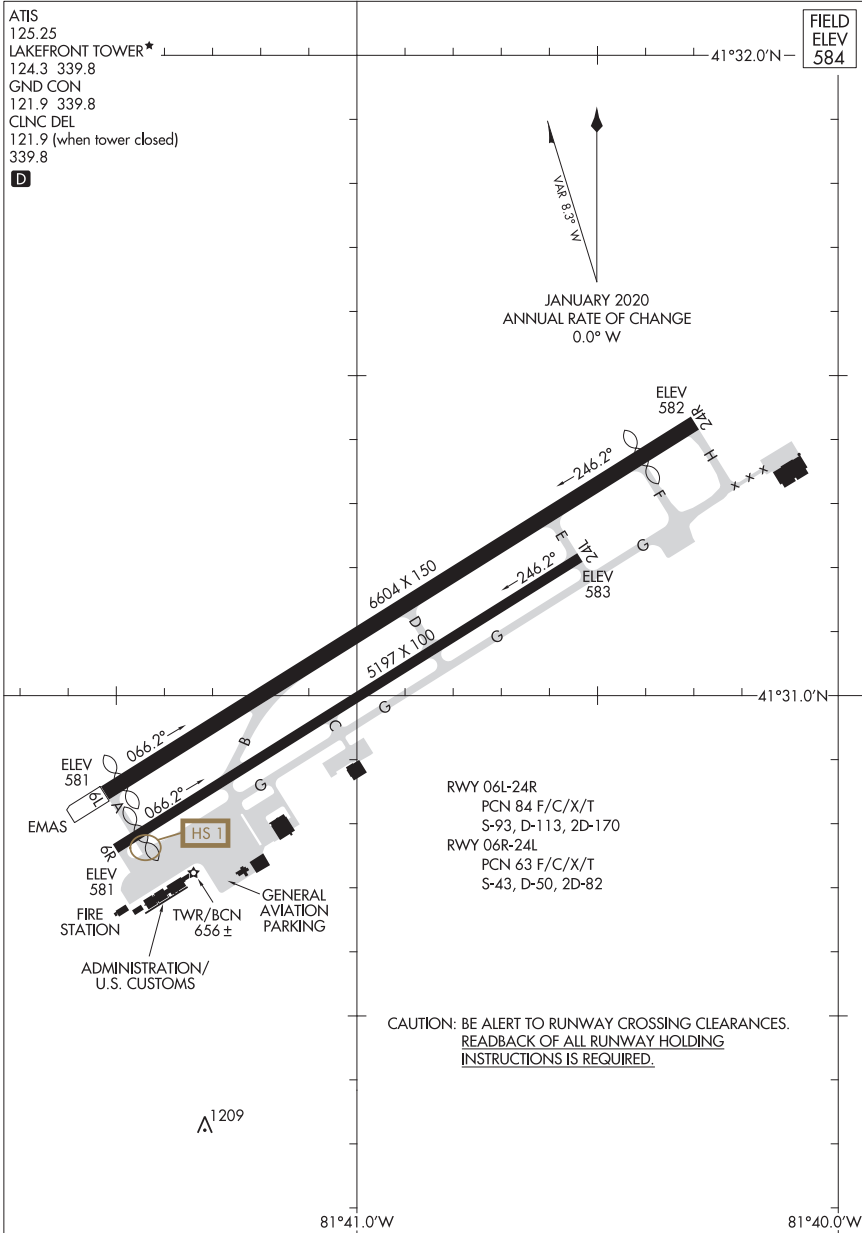 ATIS
125.25
LAKEFRONT TOWER★
124.3 339.8
GND CON
121.9 339.8
CLNC DEL
121.9 (when tower closed)
339.8
D
41°32.0'N
FIELD
ELEV
584
VAR 8.3° W
JANUARY 2020
ANNUAL RATE OF CHANGE
0.0° W
ELEV
582
24R
H
246.2°
F
x x x
E
24L
G
246.2°
ELEV
583
6604 X 150
D
G
5197 X 100
41°31.0'N
G
C
B
066.2°
ELEV
581
6L
A
066.2°
G
EMAS
HS 1
6R
ELEV
581
RWY 06L-24R
PCN 84 F/C/X/T
S-93, D-113, 2D-170
RWY 06R-24L
PCN 63 F/C/X/T
S-43, D-50, 2D-82
FIRE
STATION
TWR/BCN
656 ±
GENERAL
AVIATION
PARKING
ADMINISTRATION/
U.S. CUSTOMS
CAUTION: BE ALERT TO RUNWAY CROSSING CLEARANCES.
READBACK OF ALL RUNWAY HOLDING
INSTRUCTIONS IS REQUIRED.
1209
81°41.0'W
81°40.0'W